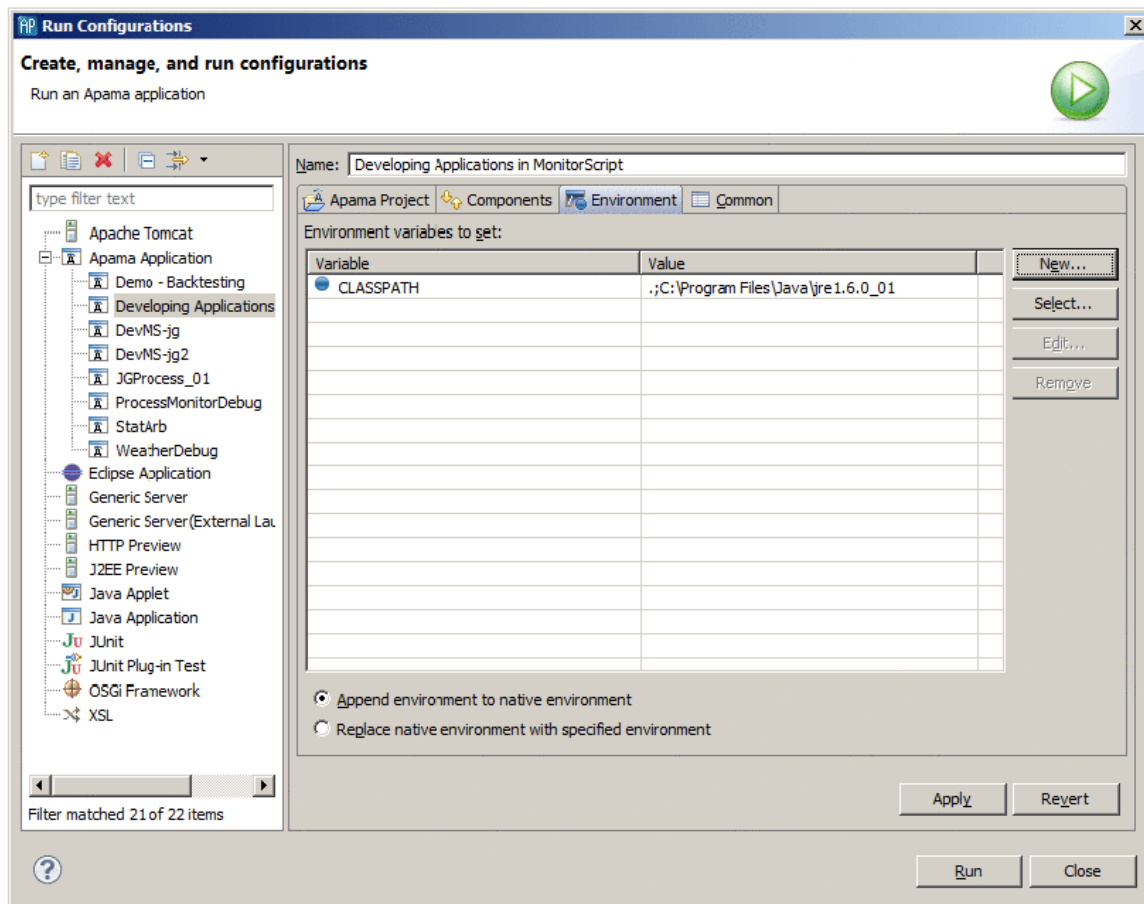 Run Configurations
Create, manage, and run configurations
Run an Apama application
type filter text
Apache Tomcat
Apama Application
Demo - Backtesting
Developing Applications
DevNS-jg
DevNS-jg2
JGProcess_01
ProcessMonitorDebug
StatArb
WeatherDebug
Eclipse Application
Generic Server
Generic Server(External Lau
HTTP Preview
J2EE Preview
Java Applet
Java Application
JUnit
JUnit Plug-in Test
OSGi Framework
XSL
Filter matched 21 of 22 items
Name: Developing Applications in MonitorScript
Apama Project Components Environment Common
Environment variables to set:
Variable Value
CLASSPATH .;C:\Program Files\Java\jre1.6.0_01
New...
Select...
Edit...
Remove
Append environment to native environment
Replace native environment with specified environment
Apply Revert
Run Close